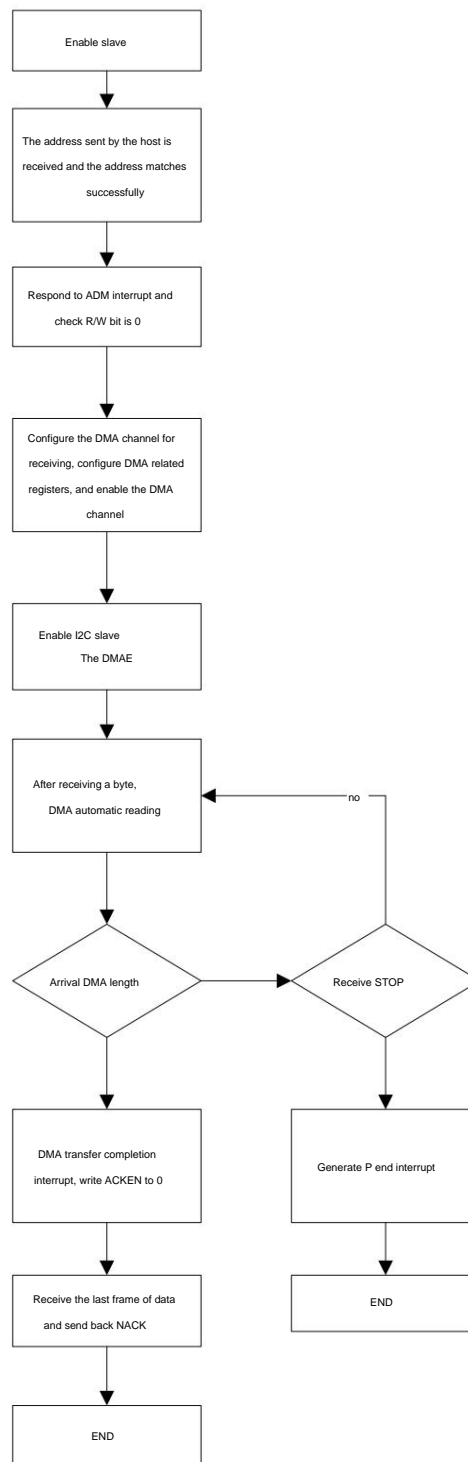 Enable slave
The address sent by the host is
received and the address matches
successfully
Respond to ADM interrupt and
check R/W bit is 0
Configure the DMA channel for
receiving, configure DMA related
registers, and enable the DMA
channel
Enable I2C slave
The DMAE
After receiving a byte,
DMA automatic reading
no
Arrival DMA length
Receive STOP
DMA transfer completion
interrupt, write ACKEN to 0
Generate P end interrupt
Receive the last frame of data
and send back NACK
END
END